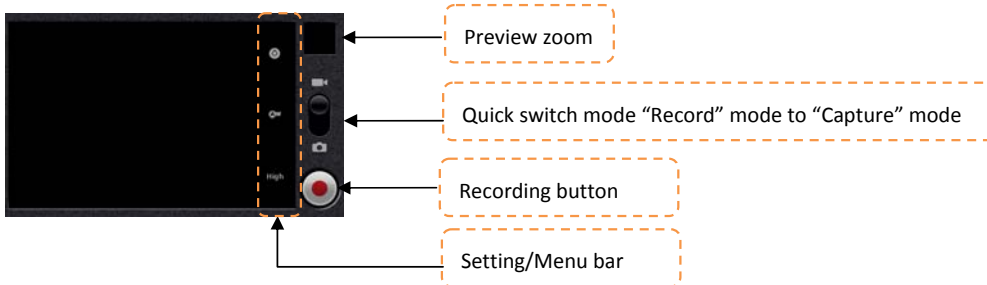 Preview zoom
Quick switch mode “Record” mode to “Capture” mode
High
Recording button
Setting/Menu bar